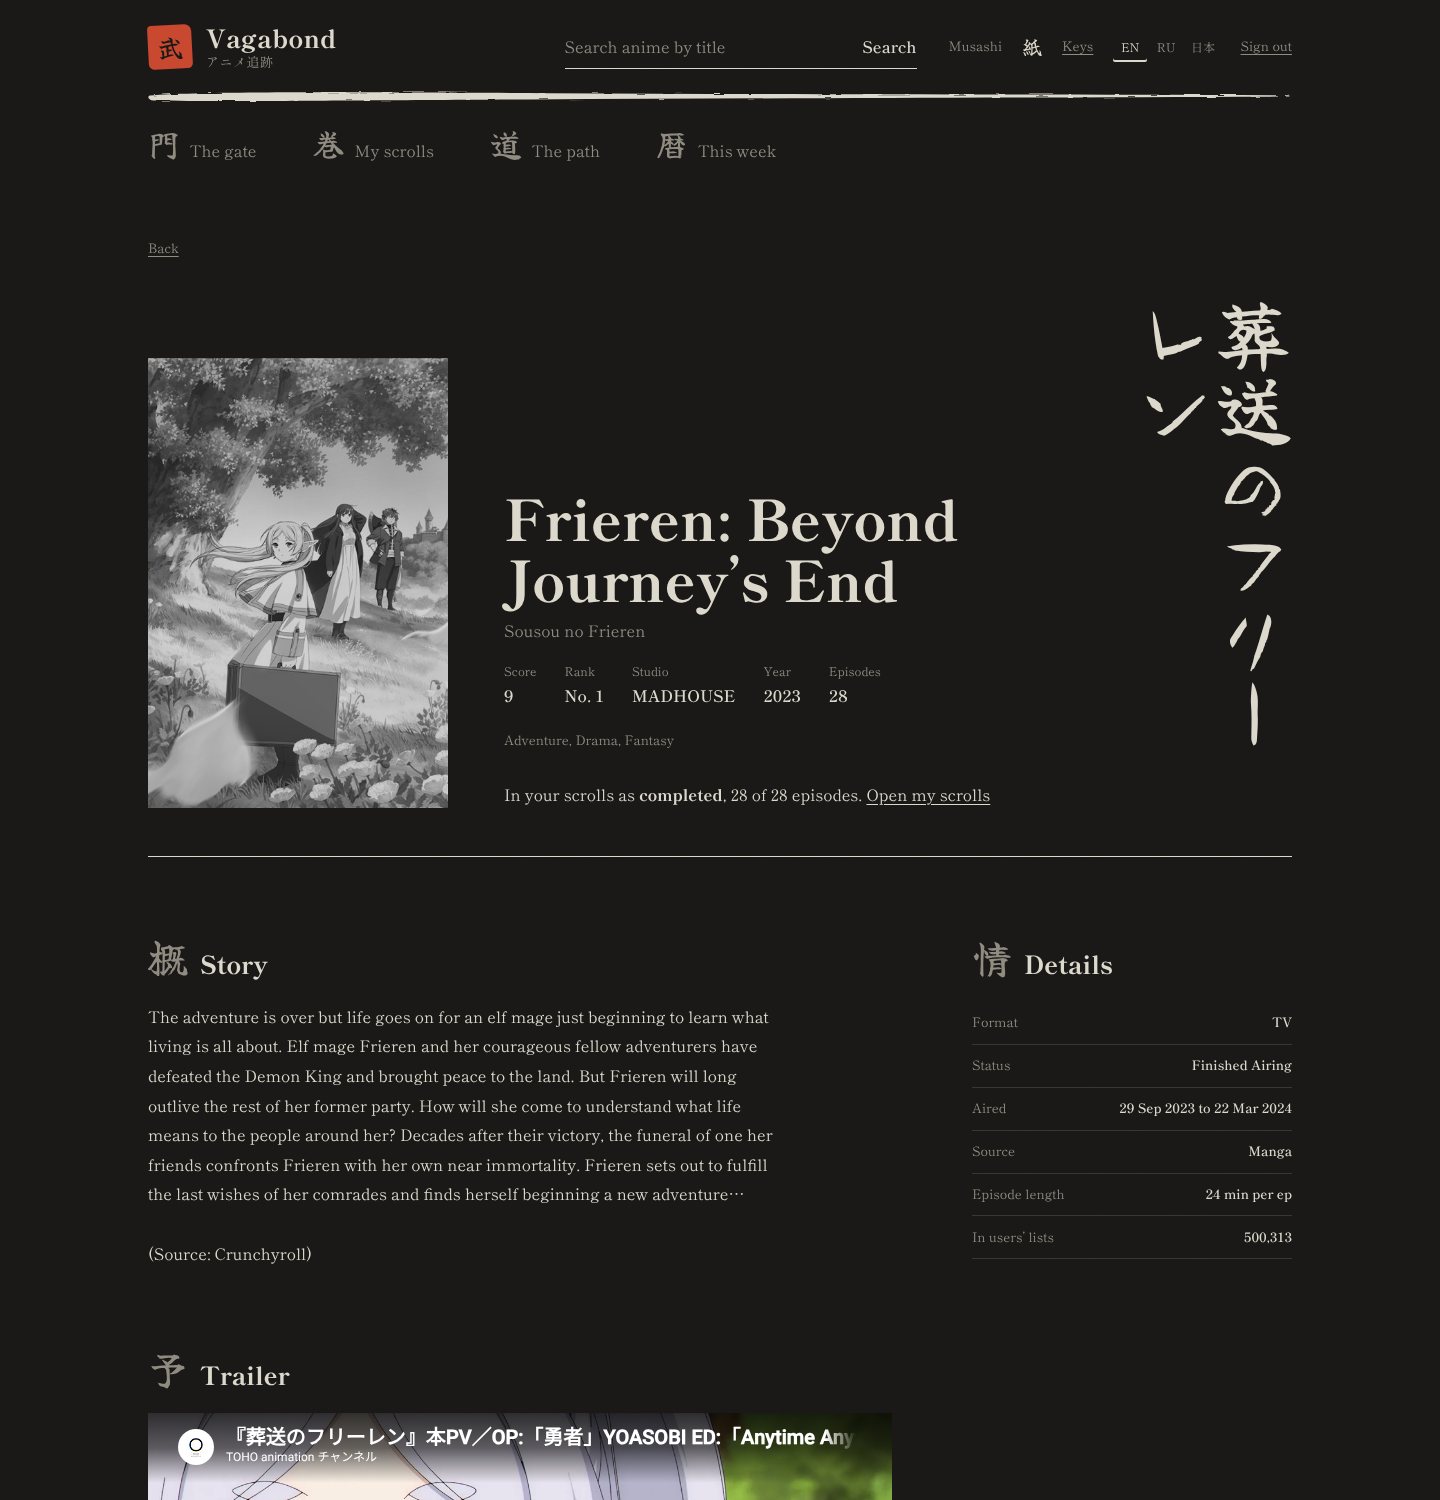 武
Vagabond
アニメ追跡
Search anime by title
Search
Musashi
紙
Keys
EN
RU
日本
Sign out
門 The gate
巻 My scrolls
道 The path
暦 This week
Back
葬送のフリー
レン
Frieren: Beyond
Journey’s End
Sousou no Frieren
Score Rank Studio Year Episodes
9 No. 1 MADHOUSE 2023 28
Adventure, Drama, Fantasy
In your scrolls as completed, 28 of 28 episodes. Open my scrolls
概 Story
The adventure is over but life goes on for an elf mage just beginning to learn what
living is all about. Elf mage Frieren and her courageous fellow adventurers have
defeated the Demon King and brought peace to the land. But Frieren will long
outlive the rest of her former party. How will she come to understand what life
means to the people around her? Decades after their victory, the funeral of one her
friends confronts Frieren with her own near immortality. Frieren sets out to fulfill
the last wishes of her comrades and finds herself beginning a new adventure…
(Source: Crunchyroll)
情 Details
Format TV
Status Finished Airing
Aired 29 Sep 2023 to 22 Mar 2024
Source Manga
Episode length 24 min per ep
In users’ lists 500,313
予 Trailer
『葬送のフリーレン』本PV／OP:「勇者」YOASOBI ED:「Anytime Any
TOHO animation チャンネル